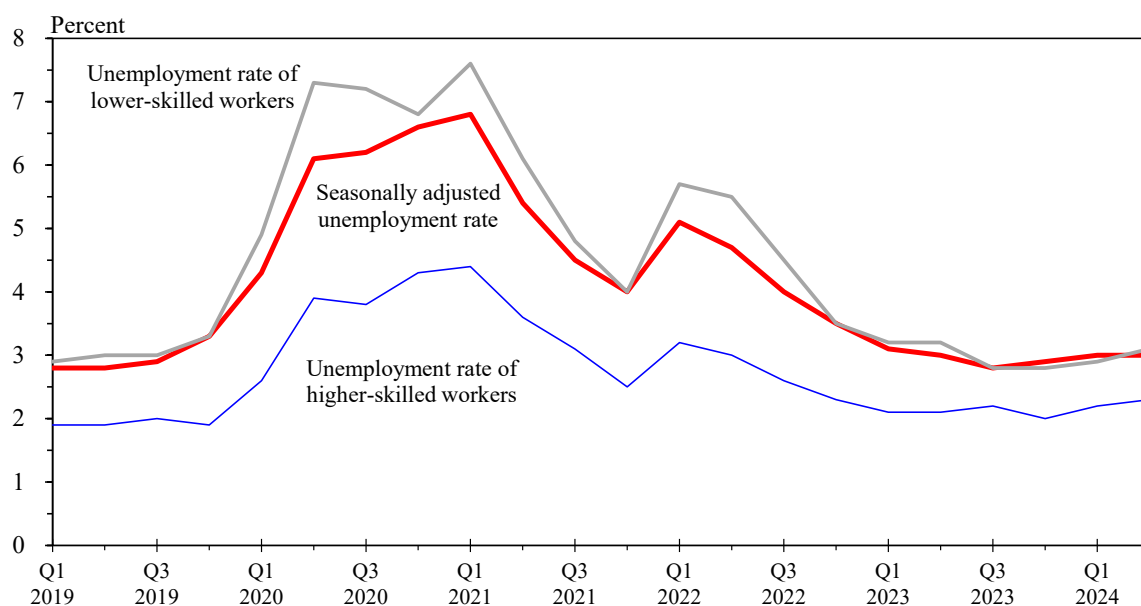 Percent
8
Unemployment rate of
lower-skilled workers
7
6
Seasonally adjusted
unemployment rate
5
4
3
Unemployment rate of
higher-skilled workers
2
1
0
Q1 Q3 Q1 Q3 Q1 Q3 Q1 Q3 Q1 Q3 Q1
2019 2019 2020 2020 2021 2021 2022 2022 2023 2023 2024